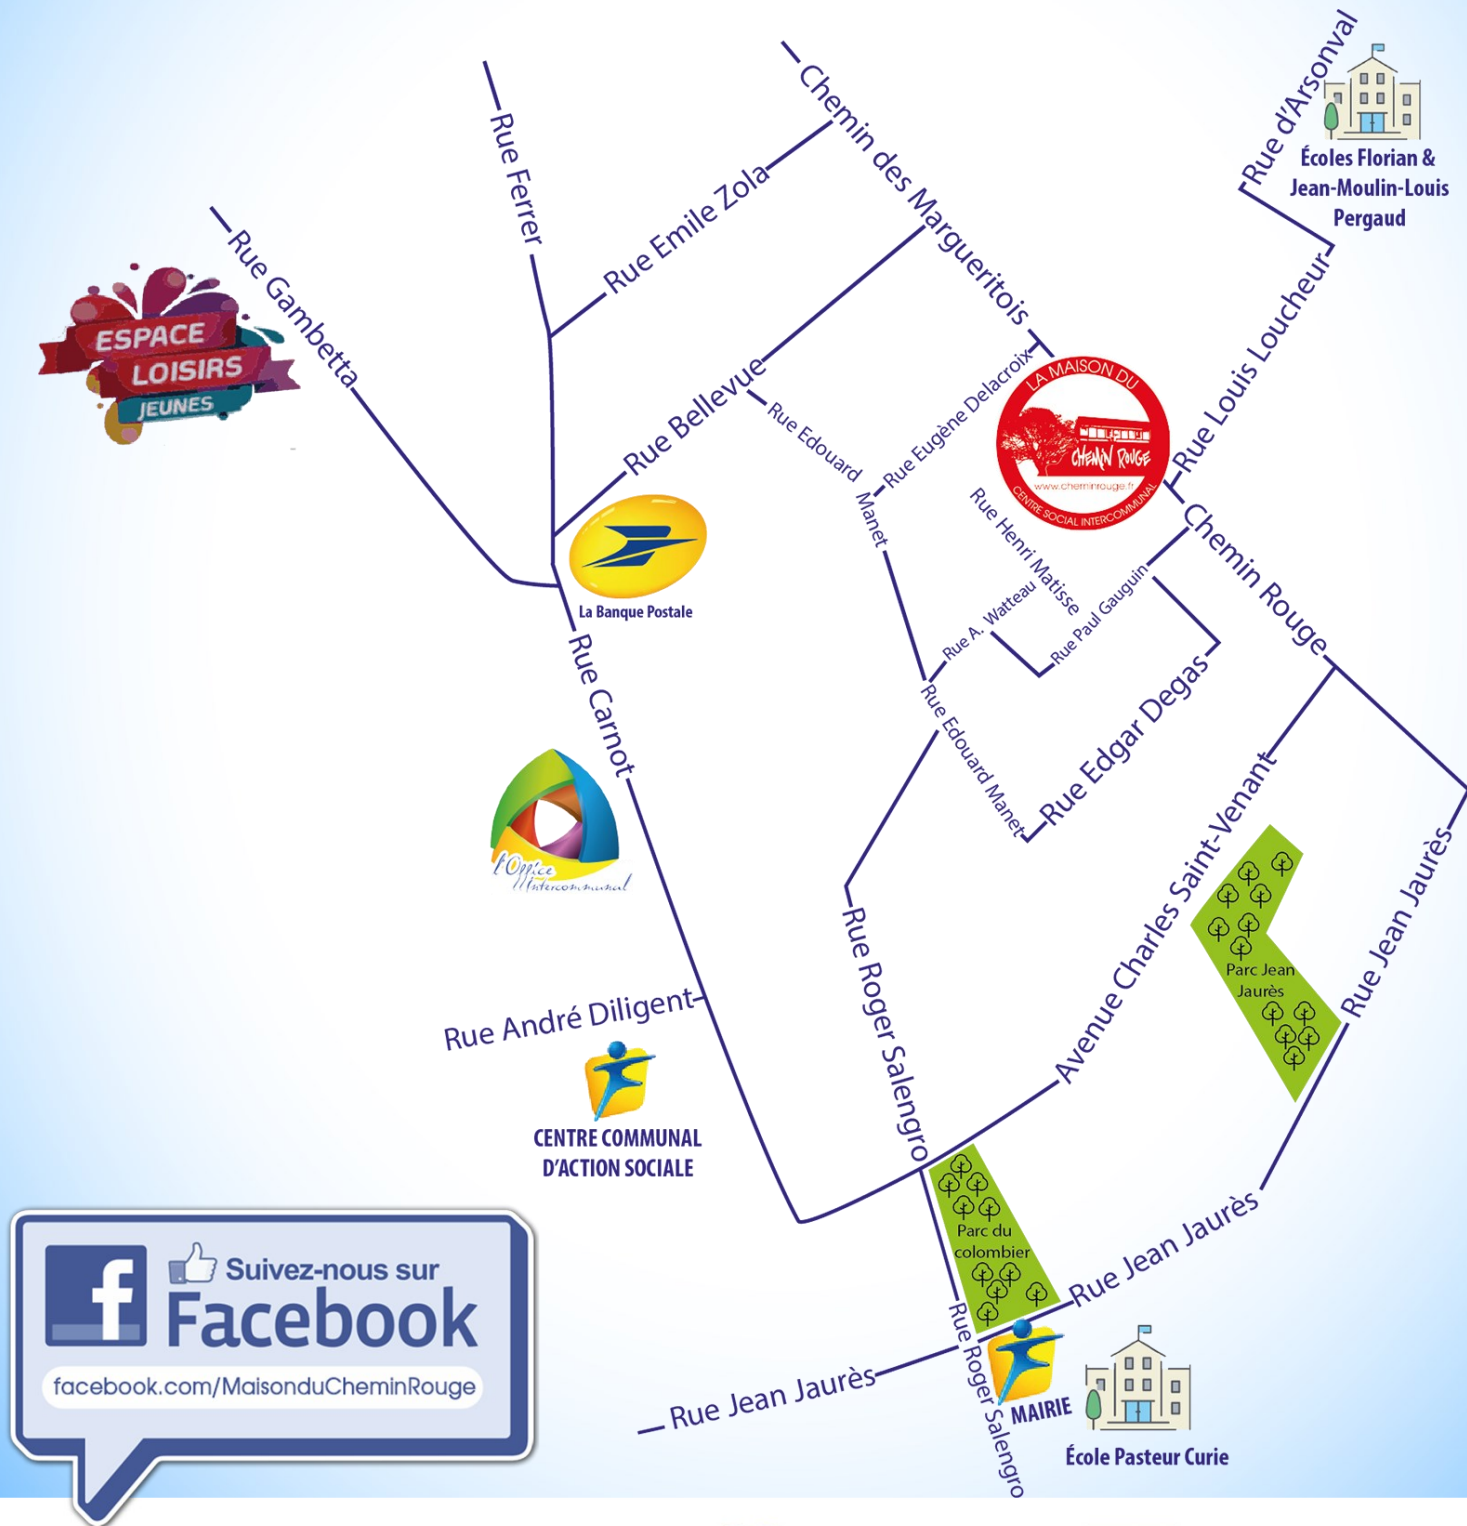 Rue d'Arsonval
Écoles Florian &
Jean-Moulin-Louis
Pergaud
Chemin des Margueritois
Rue Ferrer
Rue Emile Zola
Rue Gambetta
ESPACE
LOISIRS
JEUNES
Rue Bellevue
Rue Louis Loucheur
Rue Eugène Delacroix
LA MAISON DU
CHEMIN ROUGE
www.cheminrouge.fr
CENTRE SOCIAL INTERCOMMUNAL
Rue Edouard
Manet
Rue Henri Matisse
Chemin Rouge
La Banque Postale
Rue A. Watteau
Rue Paul Gauguin
Rue Carnot
Rue Edouard Manet
Rue Edgar Degas
l'Office
Intercommunal
Avenue Charles Saint-Venant
Rue Jean Jaurès
Parc Jean
Jaurès
Rue Roger Salengro
Rue André Diligent
CENTRE COMMUNAL
D'ACTION SOCIALE
Parc du
colombier
Rue Jean Jaurès
Suivez-nous sur
Facebook
facebook.com/MaisonduCheminRouge
Rue Jean Jaurès
Rue Roger Salengro
MAIRIE
École Pasteur Curie